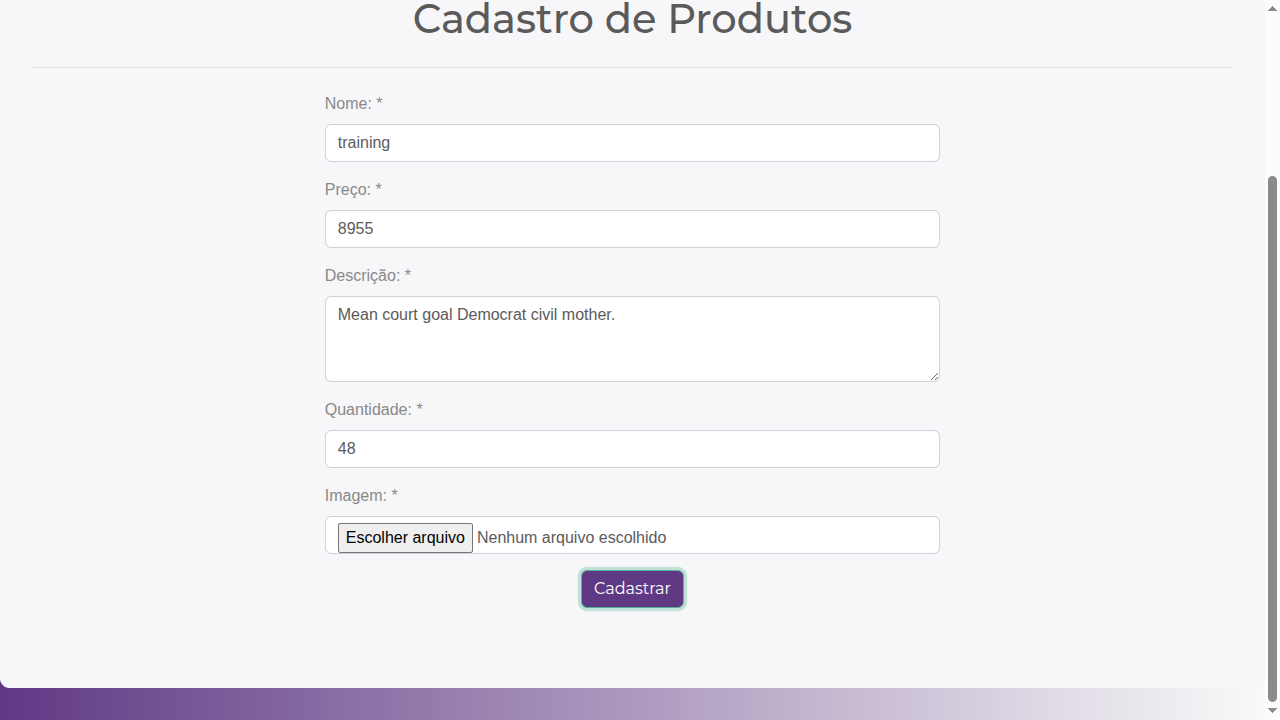 Cadastro de Produtos
Nome: *
training
Preço: *
8955
Descrição: *
Mean court goal Democrat civil mother.
Quantidade: *
48
Imagem: *
Escolher arquivo Nenhum arquivo escolhido
Cadastrar